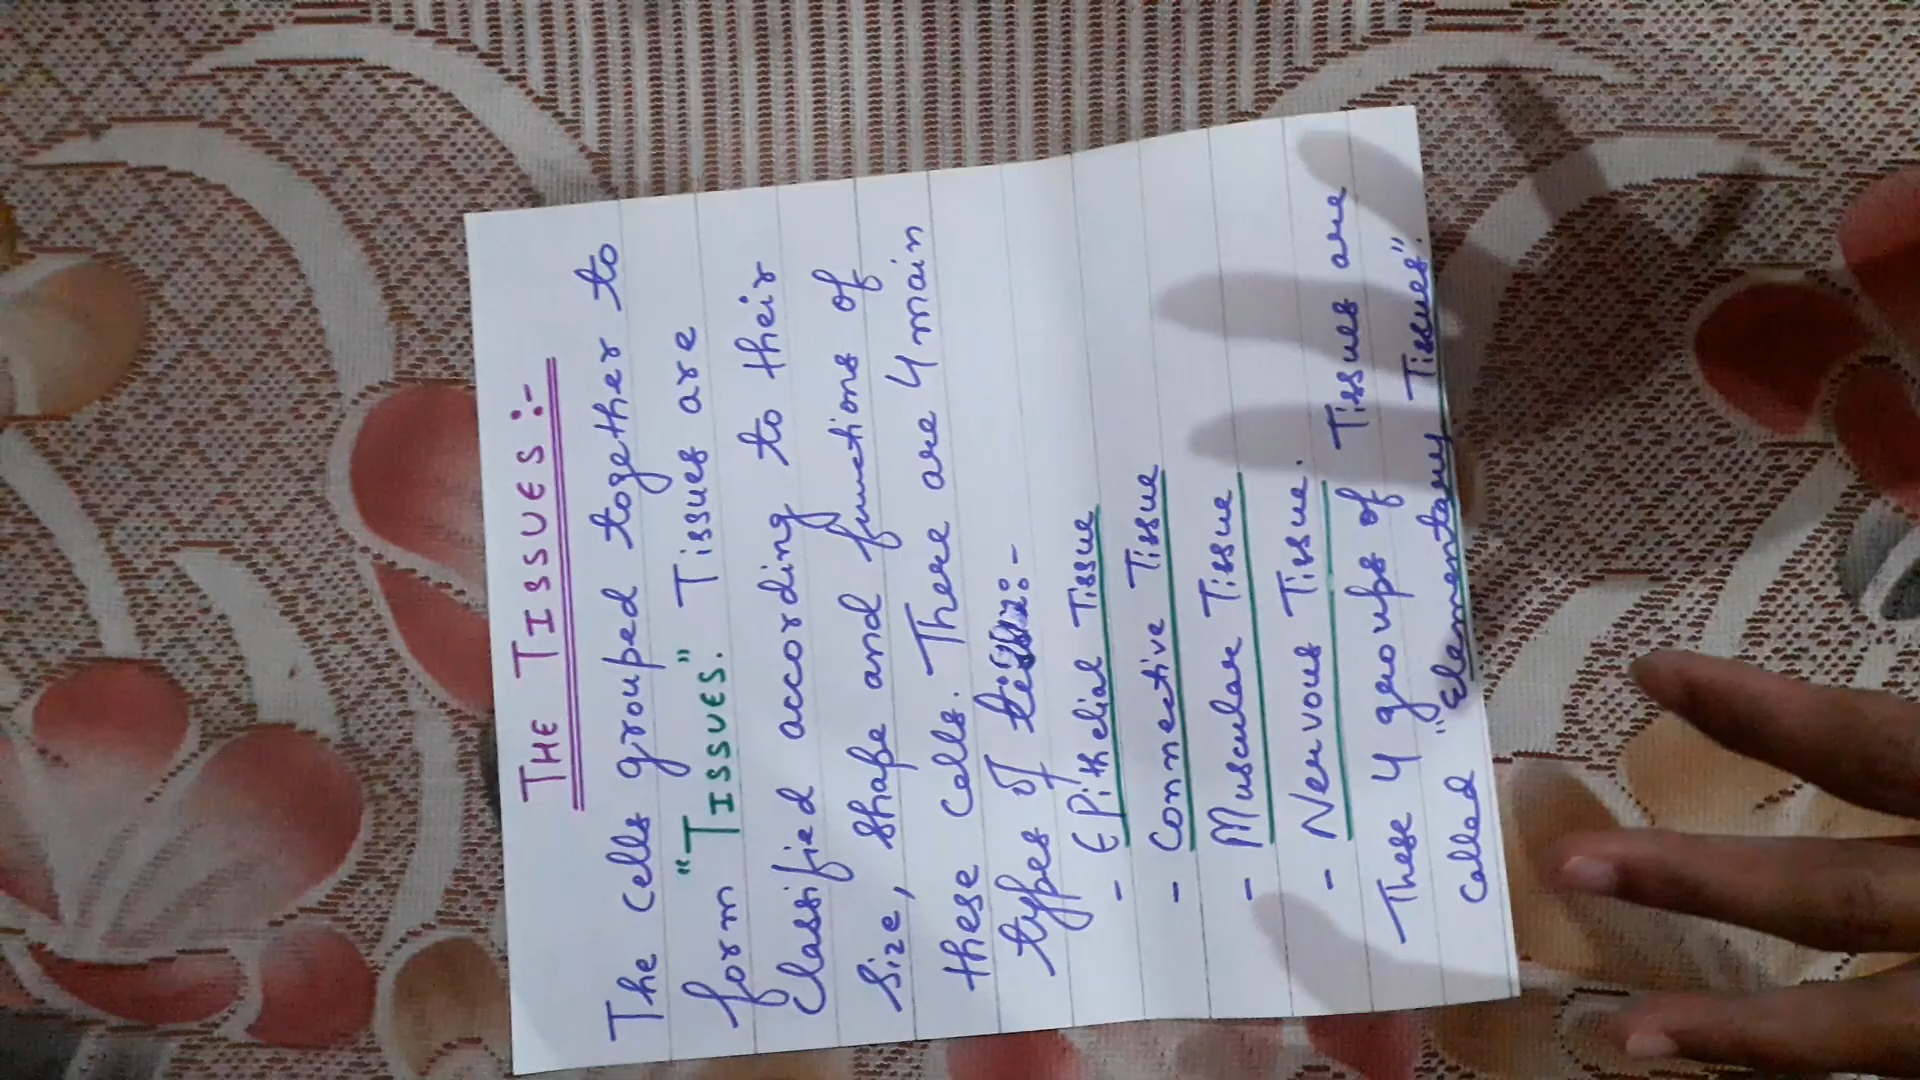 THE TISSUES:-
The cells grouped together to
form "TISSUES". Tissues are
classified according to their
size, shape and functions of
these cells. There are 4 main
types of :-
- Epithelial Tissue
- Connective Tissue
- Muscular Tissue
- Nervous Tissue.
These 4 groups of Tissues are
called "Elementary Tissues".